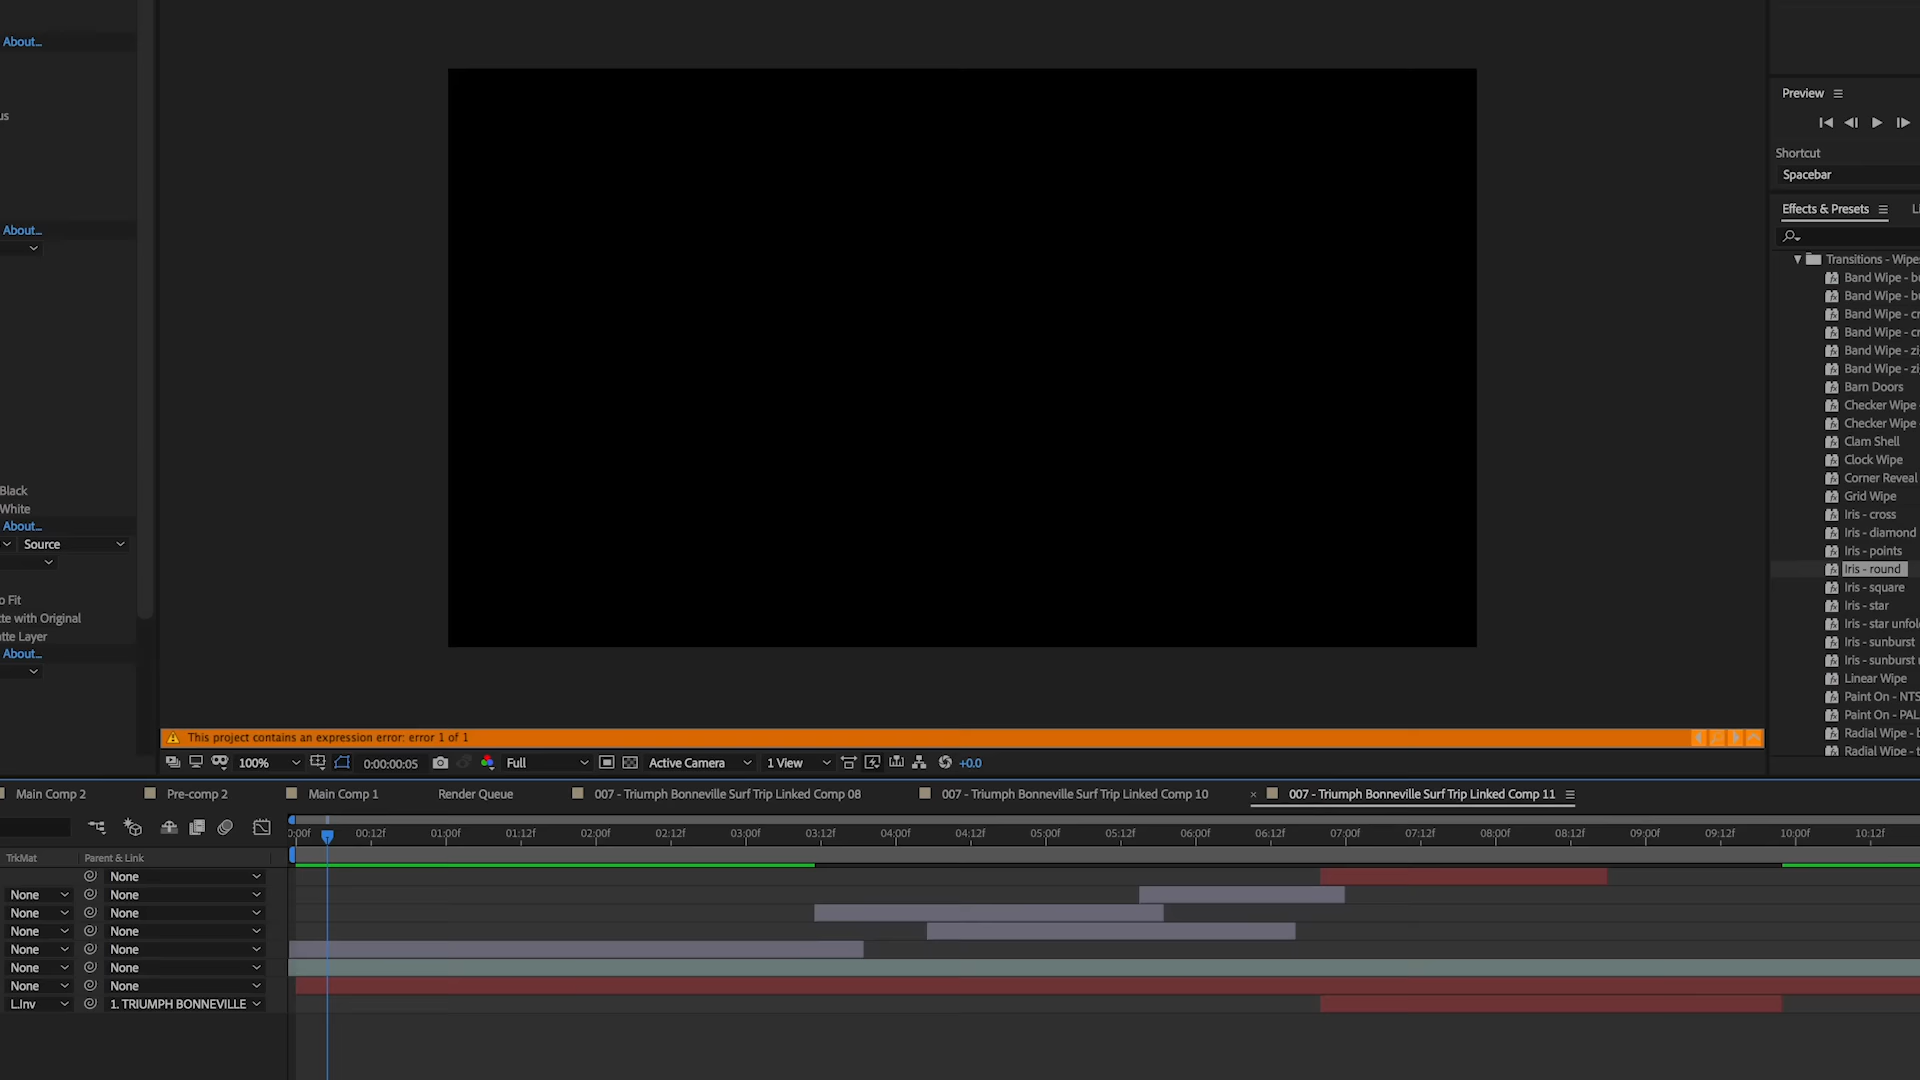 About...
us
About...
Black
White
About...
Source
o Fit
tte with Original
atte Layer
About...
Preview
Shortcut
Spacebar
Effects & Presets
Li
Transitions - Wipes
Band Wipe - bu
Band Wipe - bu
Band Wipe - cr
Band Wipe - cr
Band Wipe - zi
Band Wipe - zi
Barn Doors
Checker Wipe -
Checker Wipe -
Clam Shell
Clock Wipe
Corner Reveal
Grid Wipe
Iris - cross
Iris - diamond
Iris - points
Iris - round
Iris - square
Iris - star
Iris - star unfol
Iris - sunburst
Iris - sunburst
Linear Wipe
Paint On - NTS
Paint On - PAL
Radial Wipe - b
Radial Wipe - t
This project contains an expression error: error 1 of 1
100% 0:00:00:05 Full Active Camera 1 View +0.0
Main Comp 2 Pre-comp 2 Main Comp 1 Render Queue 007 - Triumph Bonneville Surf Trip Linked Comp 08 007 - Triumph Bonneville Surf Trip Linked Comp 10 × 007 - Triumph Bonneville Surf Trip Linked Comp 11
):00f 00:12f 01:00f 01:12f 02:00f 02:12f 03:00f 03:12f 04:00f 04:12f 05:00f 05:12f 06:00f 06:12f 07:00f 07:12f 08:00f 08:12f 09:00f 09:12f 10:00f 10:12f
TrkMat Parent & Link
None
None None
None None
None None
None None
None None
None None
L.Inv 1. TRIUMPH BONNEVILLE